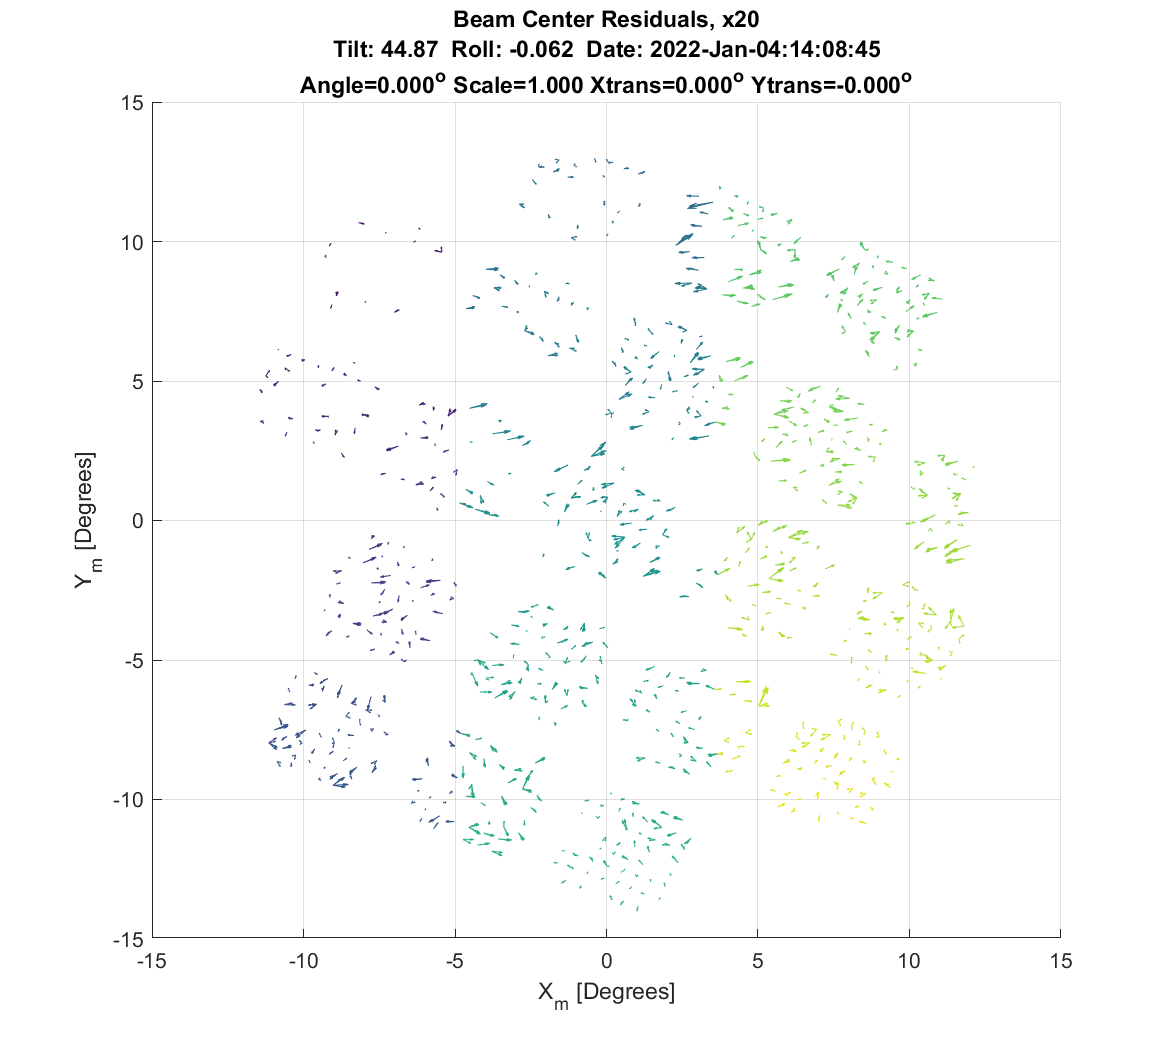 Beam Center Residuals, x20
Tilt: 44.87 Roll: -0.062 Date: 2022-Jan-04:14:08:45
Angle=0.000° Scale=1.000 Xtrans=0.000° Ytrans=-0.000°
15
10
5
0
-5
-10
-15
Ym [Degrees]
-15 -10 -5 0 5 10 15
Xm [Degrees]